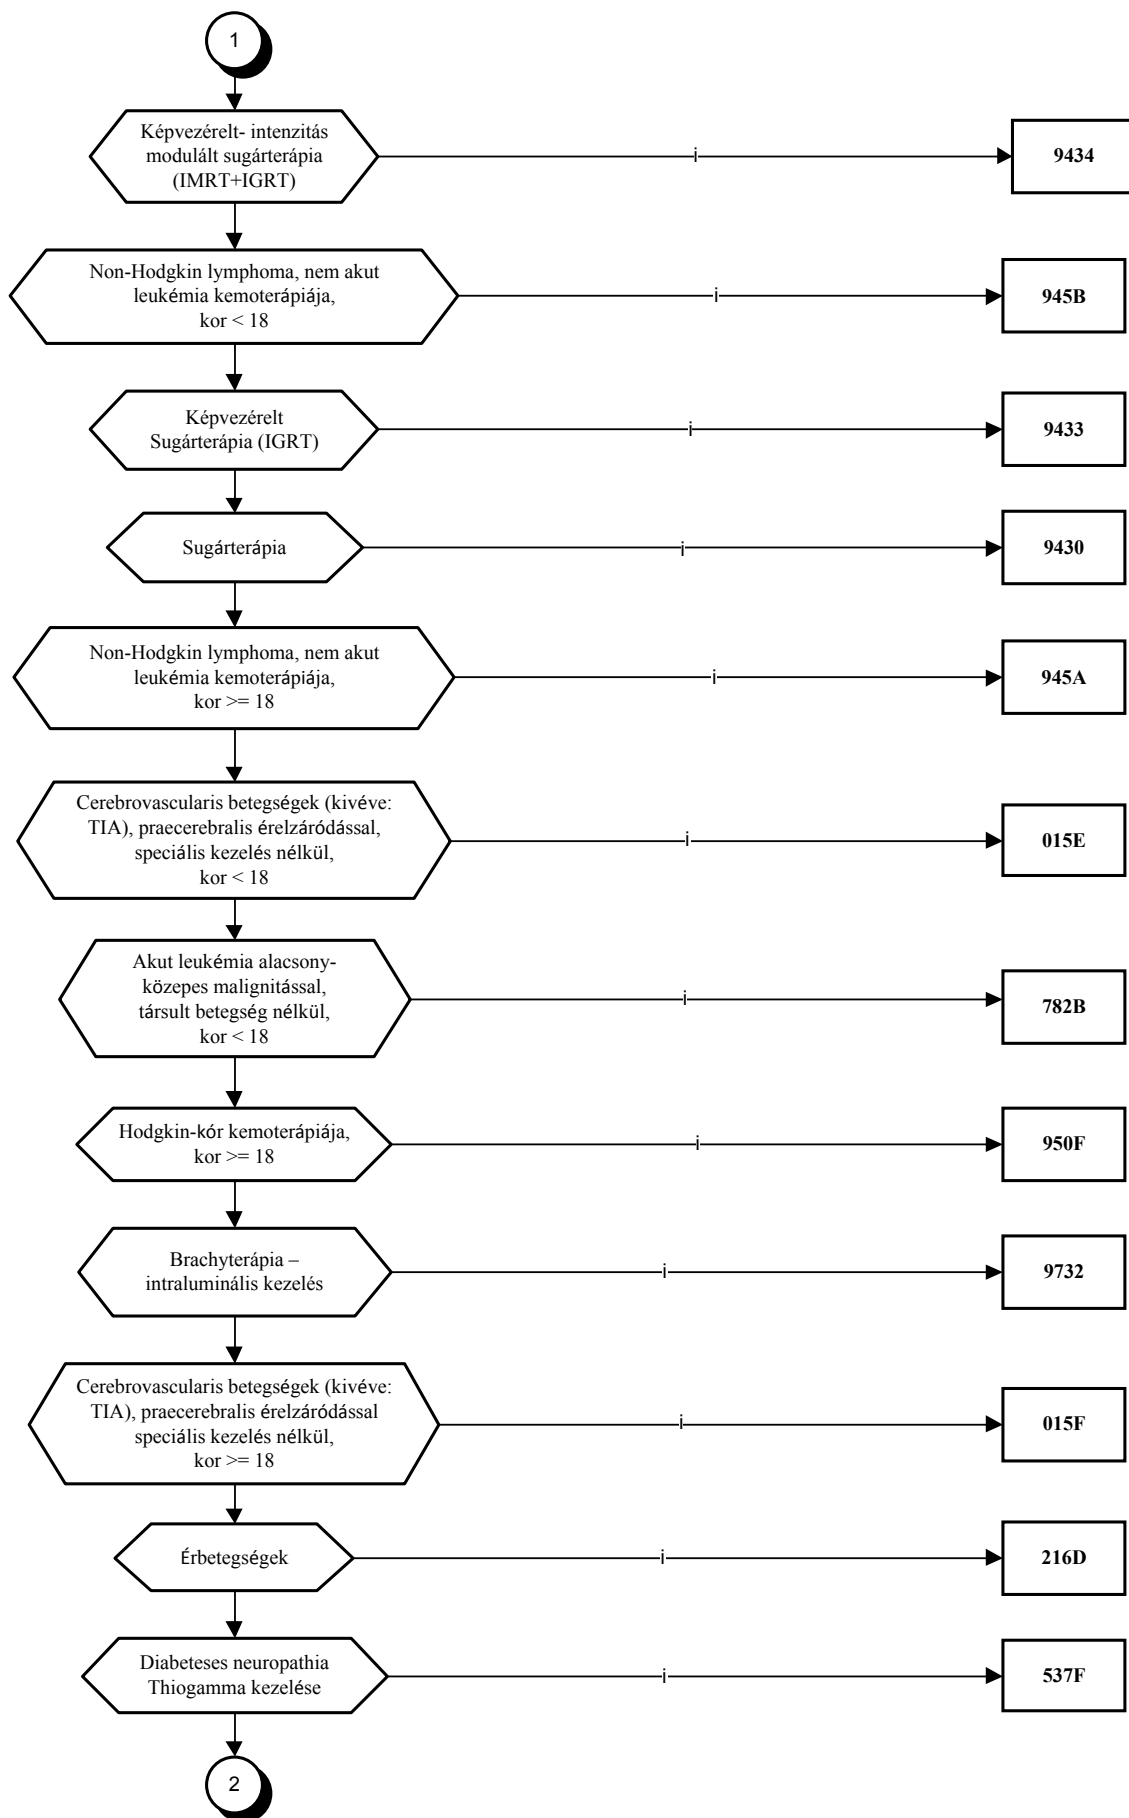 1
Képvezérelt- intenzitás
modulált sugárterápia
(IMRT+IGRT)
i
9434
Non-Hodgkin lymphoma, nem akut
leukémia kemoterápiája,
kor < 18
i
945B
Képvezérelt
Sugárterápia (IGRT)
i
9433
Sugárterápia
i
9430
Non-Hodgkin lymphoma, nem akut
leukémia kemoterápiája,
kor >= 18
i
945A
Cerebrovascularis betegségek (kivéve:
TIA), praecerebralis érelzáródással,
speciális kezelés nélkül,
kor < 18
i
015E
Akut leukémia alacsony-
közepes malignitással,
társult betegség nélkül,
kor < 18
i
782B
Hodgkin-kór kemoterápiája,
kor >= 18
i
950F
Brachyterápia –
intraluminális kezelés
i
9732
Cerebrovascularis betegségek (kivéve:
TIA), praecerebralis érelzáródással
speciális kezelés nélkül,
kor >= 18
i
015F
Érbetegségek
i
216D
Diabeteses neuropathia
Thiogamma kezelése
i
537F
2